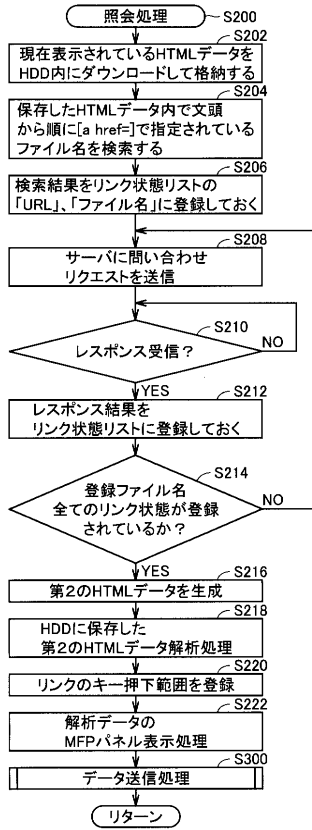 照会処理
S200
S202
現在表示されているHTMLデータを
HDD内にダウンロードして格納する
S204
保存したHTMLデータ内で文頭
から順に[a href=]で指定されている
ファイル名を検索する
S206
検索結果をリンク状態リストの
「URL」、「ファイル名」に登録しておく
S208
サーバに問い合わせ
リクエストを送信
S210
レスポンス受信？
NO
YES
S212
レスポンス結果を
リンク状態リストに登録しておく
S214
登録ファイル名
全てのリンク状態が登録
されているか？
NO
YES
S216
第2のHTMLデータを生成
S218
HDDに保存した
第2のHTMLデータ解析処理
S220
リンクのキー押下範囲を登録
S222
解析データの
MFPパネル表示処理
S300
データ送信処理
リターン